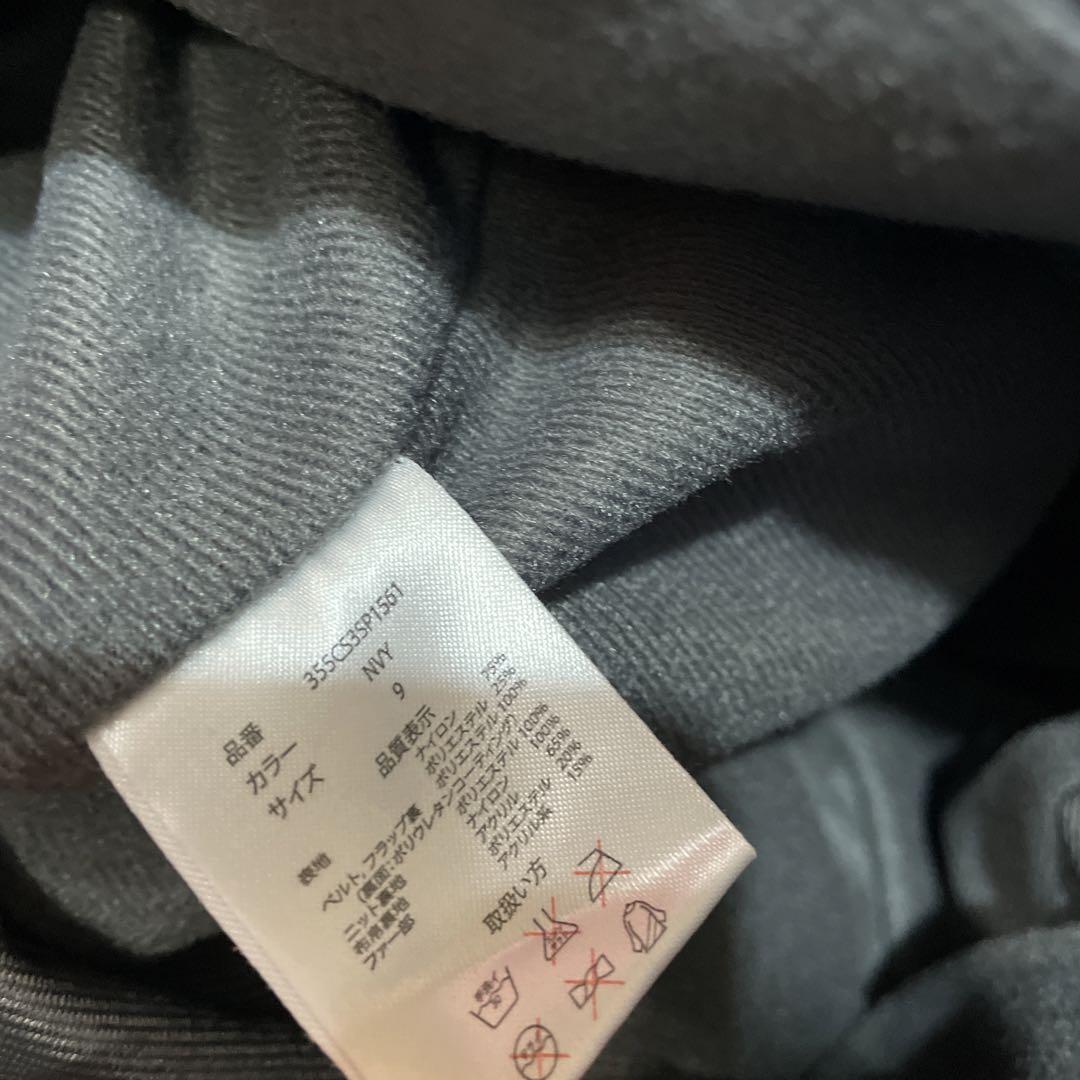 品番 355CS3SP1561
カラー NVY
サイズ 9
品質表示
表地 ナイロン 75%
ポリエステル 25%
ベルト,フラップ裏 ポリエステル 100%
(裏面:ポリウレタンコーティング)
ニット裏地 ポリエステル 100%
布帛裏地 ナイロン 100%
ファー部 アクリル 65%
ポリエステル 20%
アクリル系 15%
取扱い方
手洗イ
30